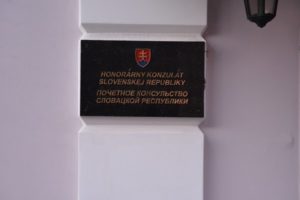 HONORÁRNY KONZULÁT
SLOVENSKEJ REPUBLIKY
ПОЧЕТНОЕ КОНСУЛЬСТВО
СЛОВАЦКОЙ РЕСПУБЛИКИ